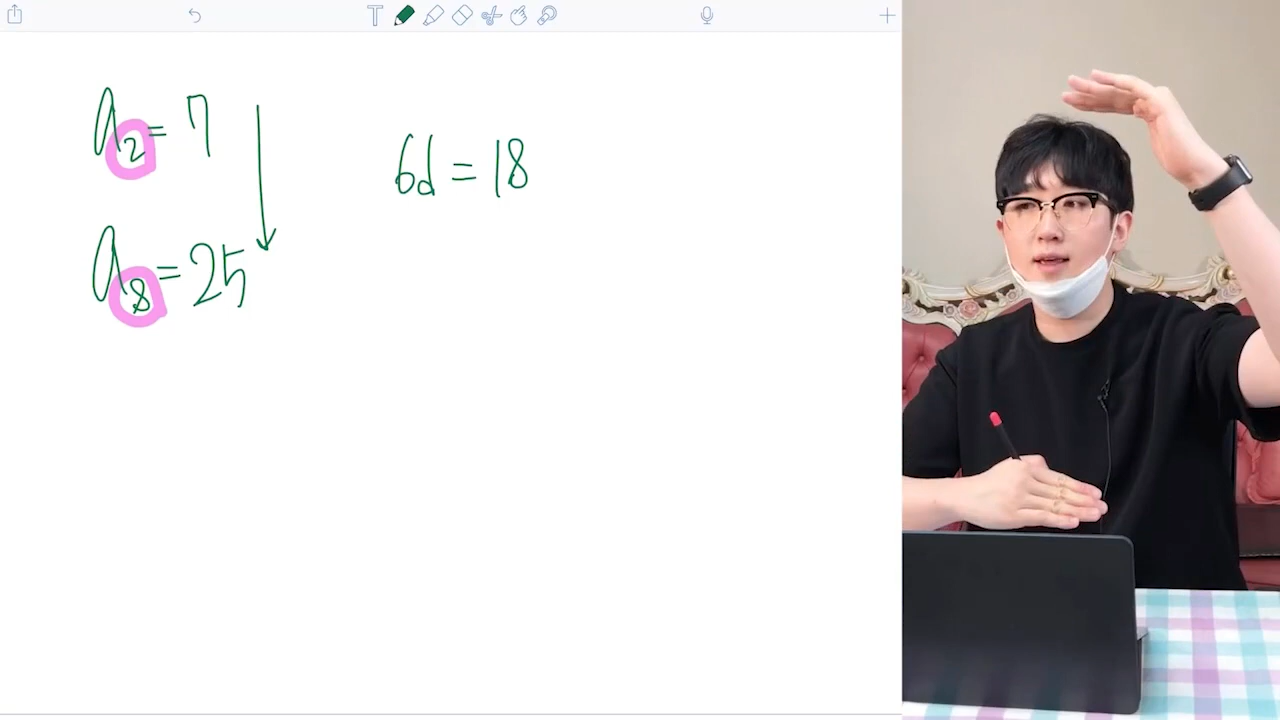 a₂ = 7
6d = 18
a₈ = 25